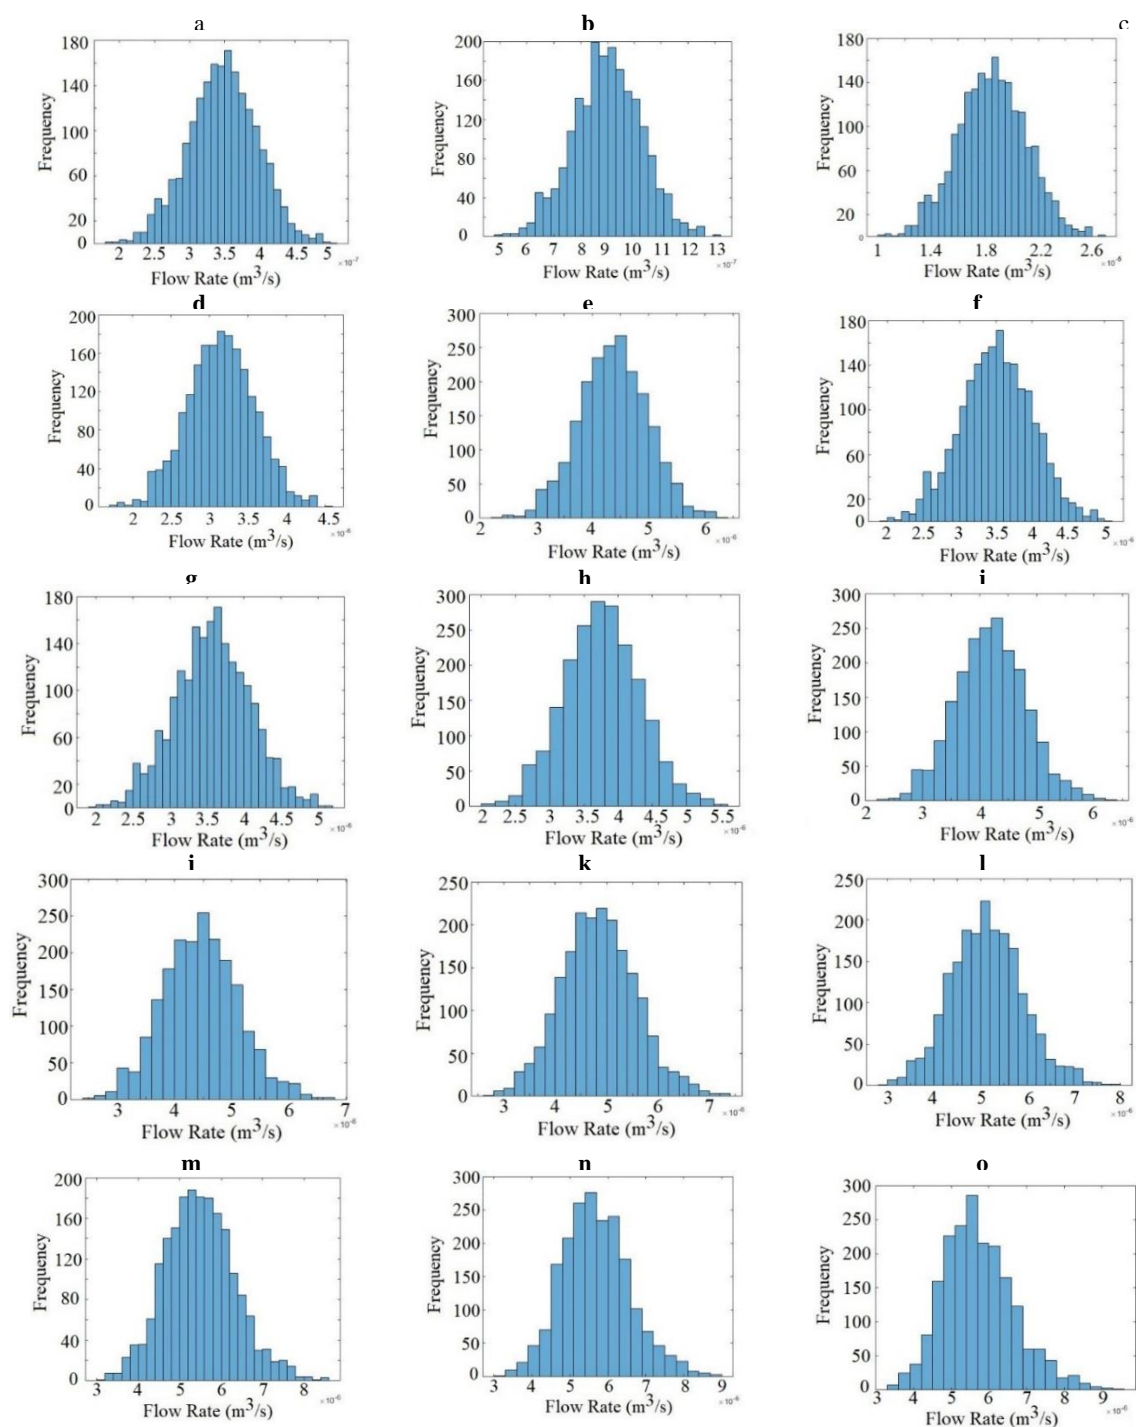 a
180
140
100
60
20
0
Frequency
2 2.5 3 3.5 4 4.5 5
×10⁻⁷
Flow Rate (m³/s)
b
200
160
120
80
40
0
Frequency
5 6 7 8 9 10 11 12 13
×10⁻⁷
Flow Rate (m³/s)
c
180
140
100
60
20
0
Frequency
1 1.4 1.8 2.2 2.6
×10⁻⁶
Flow Rate (m³/s)
d
200
160
120
80
40
0
Frequency
2 2.5 3 3.5 4 4.5
×10⁻⁶
Flow Rate (m³/s)
e
300
250
200
150
100
50
0
Frequency
2 3 4 5 6
×10⁻⁶
Flow Rate (m³/s)
f
180
140
100
60
20
0
Frequency
2 2.5 3 3.5 4 4.5 5
×10⁻⁶
Flow Rate (m³/s)
g
180
140
100
60
20
0
Frequency
2 2.5 3 3.5 4 4.5 5
×10⁻⁶
Flow Rate (m³/s)
h
300
250
200
150
100
50
0
Frequency
2 2.5 3 3.5 4 4.5 5 5.5
×10⁻⁶
Flow Rate (m³/s)
i
300
250
200
150
100
50
0
Frequency
2 3 4 5 6
×10⁻⁶
Flow Rate (m³/s)
j
300
250
200
150
100
50
0
Frequency
3 4 5 6 7
×10⁻⁶
Flow Rate (m³/s)
k
250
200
150
100
50
0
Frequency
3 4 5 6 7
×10⁻⁶
Flow Rate (m³/s)
l
250
200
150
100
50
0
Frequency
3 4 5 6 7 8
×10⁻⁶
Flow Rate (m³/s)
m
200
160
120
80
40
0
Frequency
3 4 5 6 7 8
×10⁻⁶
Flow Rate (m³/s)
n
300
250
200
150
100
50
0
Frequency
3 4 5 6 7 8 9
×10⁻⁶
Flow Rate (m³/s)
o
300
250
200
150
100
50
0
Frequency
3 4 5 6 7 8 9
×10⁻⁶
Flow Rate (m³/s)